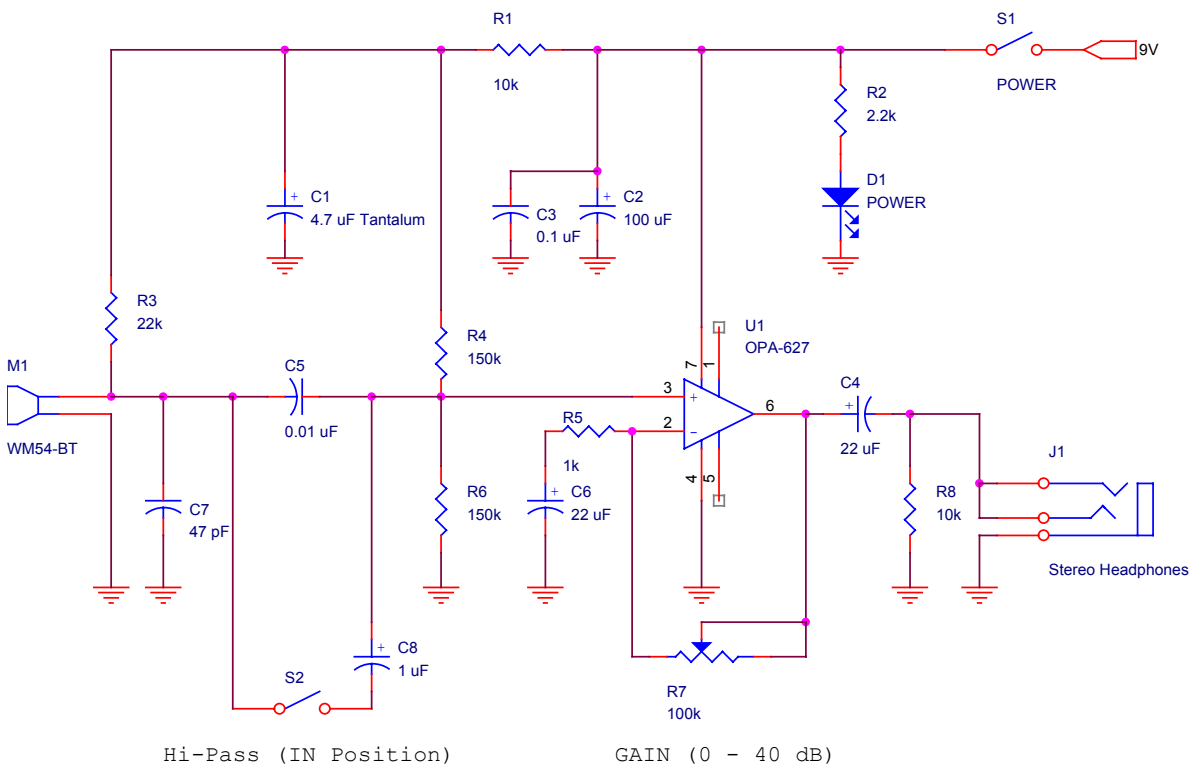 R1
10k
S1
POWER
9V
R2
2.2k
D1
POWER
C1
4.7 uF Tantalum
C3
0.1 uF
C2
100 uF
R3
22k
R4
150k
U1
OPA-627
7
1
M1
WM54-BT
C5
0.01 uF
3
2
6
4
5
C4
22 uF
R5
1k
C6
22 uF
C7
47 pF
R6
150k
R8
10k
J1
Stereo Headphones
C8
1 uF
S2
R7
100k
Hi-Pass (IN Position)
GAIN (0 - 40 dB)